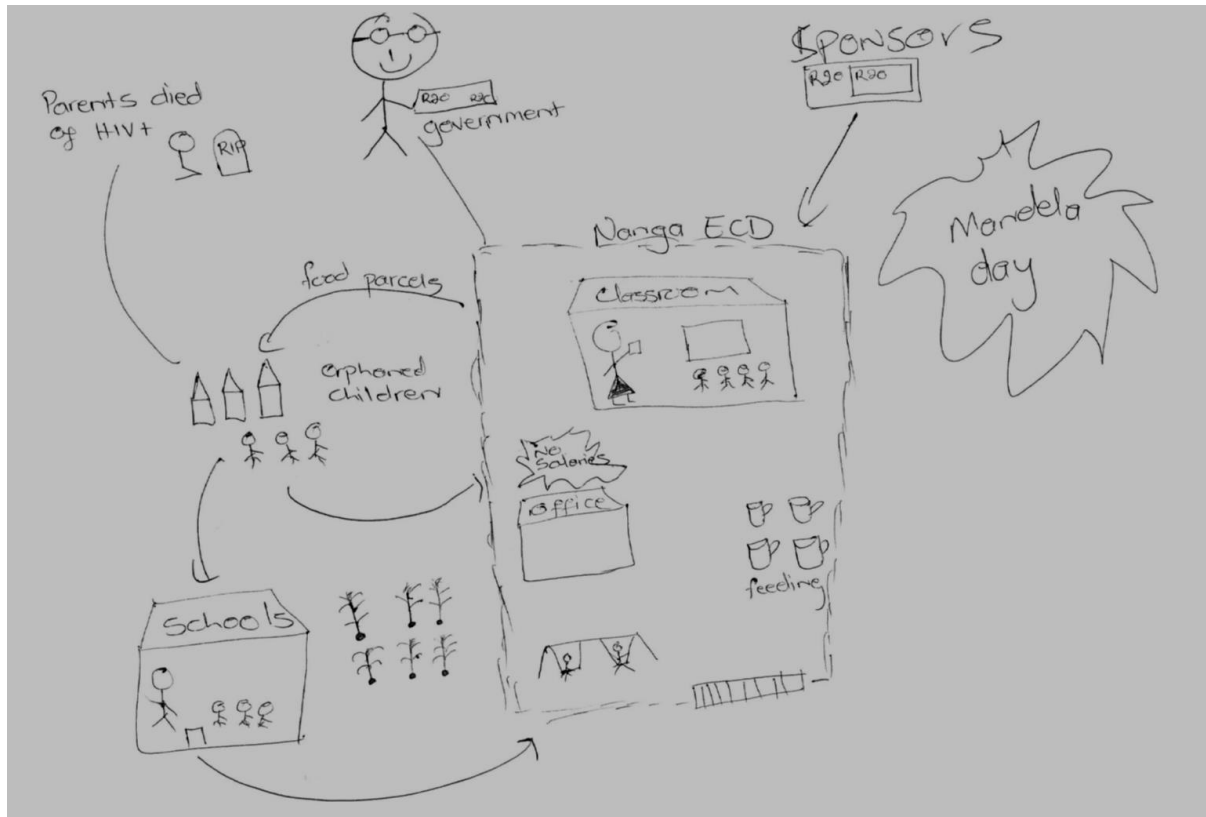 $PONSORS
R20 R20
Parents died
of HIV+
RIP
R20 R20
government
Mandela
day
Nanga ECD
food parcels
Classroom
orphaned
children
No
Salaries
Office
feeding
Schools